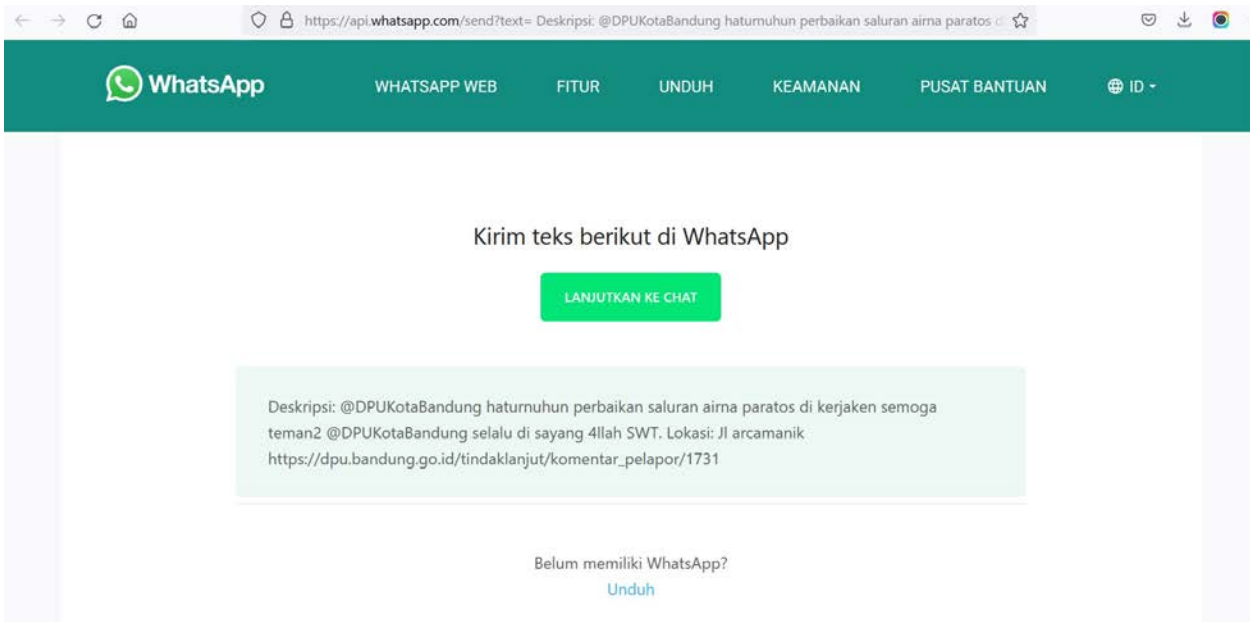 https://api.whatsapp.com/send?text= Deskripsi: @DPUKotaBandung haturnuhun perbaikan saluran airna paratos d
WhatsApp WHATSAPP WEB FITUR UNDUH KEAMANAN PUSAT BANTUAN ID
Kirim teks berikut di WhatsApp
LANJUTKAN KE CHAT
Deskripsi: @DPUKotaBandung haturnuhun perbaikan saluran airna paratos di kerjaken semoga
teman2 @DPUKotaBandung selalu di sayang 4llah SWT. Lokasi: Jl arcamanik
https://dpu.bandung.go.id/tindaklanjut/komentar_pelapor/1731
Belum memiliki WhatsApp?
Unduh